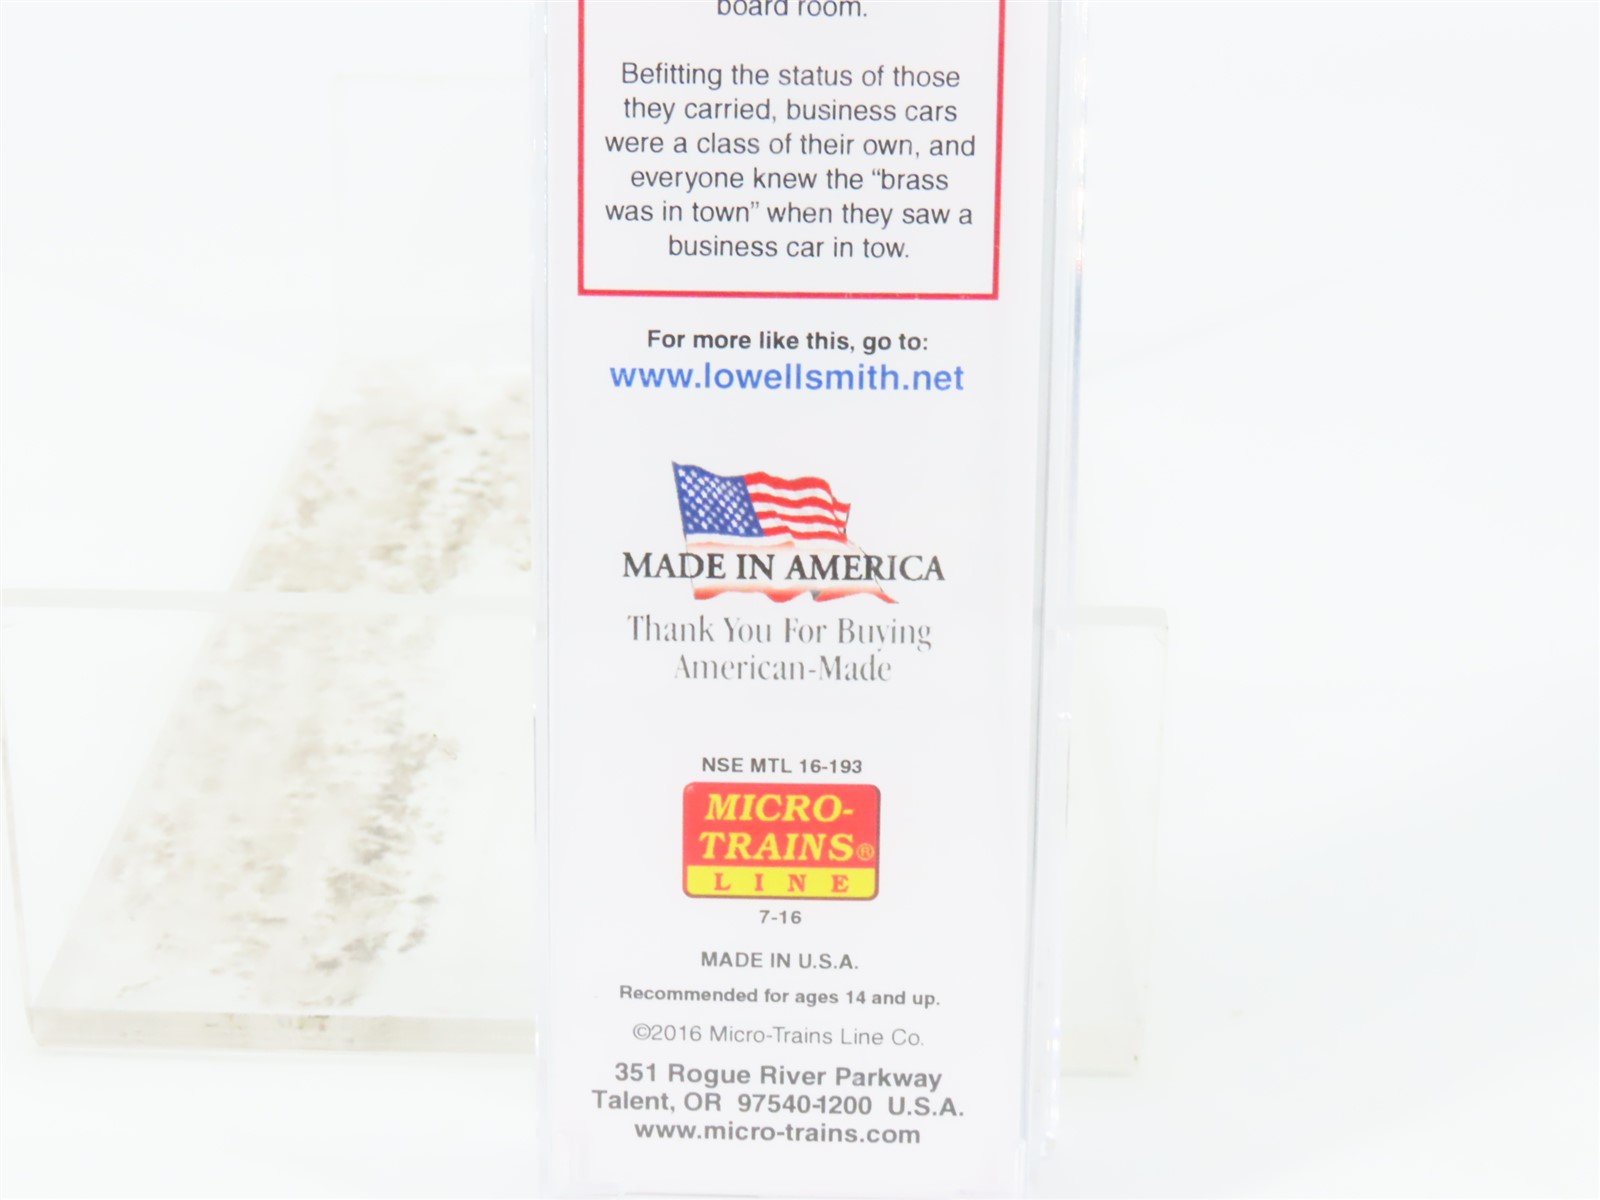 board room.
Befitting the status of those
they carried, business cars
were a class of their own, and
everyone knew the “brass
was in town” when they saw a
business car in tow.
For more like this, go to:
www.lowellsmith.net
MADE IN AMERICA
Thank You For Buying
American-Made
NSE MTL 16-193
MICRO-
TRAINS®
LINE
7-16
MADE IN U.S.A.
Recommended for ages 14 and up.
©2016 Micro-Trains Line Co.
351 Rogue River Parkway
Talent, OR 97540-1200 U.S.A.
www.micro-trains.com